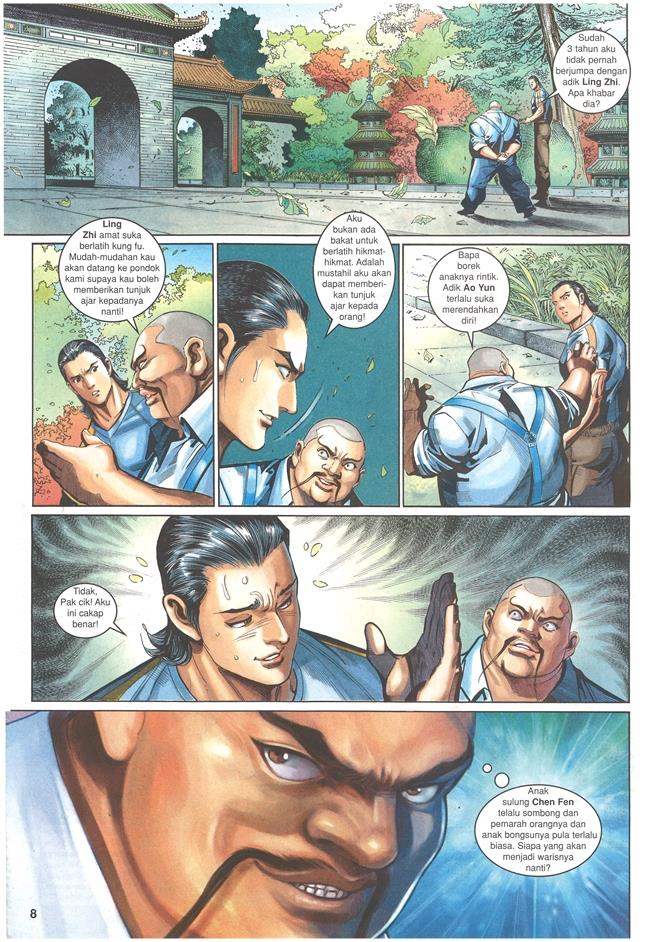 Sudah
3 tahun aku
tidak pernah
berjumpa dengan
adik Ling Zhi.
Apa khabar
dia?
Ling
Zhi amat suka
berlatih kung fu.
Mudah-mudahan kau
akan datang ke pondok
kami supaya kau boleh
memberikan tunjuk
ajar kepadanya
nanti!
Aku
bukan ada
bakat untuk
berlatih hikmat-
hikmat. Adalah
mustahil aku akan
dapat memberi-
kan tunjuk
ajar kepada
orang!
Bapa
borek
anaknya rintik.
Adik Ao Yun
terlalu suka
merendahkan
diri!
Tidak,
Pak cik! Aku
ini cakap
benar!
Anak
sulung Chen Fen
telalu sombong dan
pemarah orangnya dan
anak bongsunya pula terlalu
biasa. Siapa yang akan
menjadi warisnya
nanti?
8